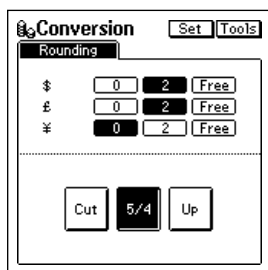 Conversion Set Tools
Rounding
$ 0 2 Free
£ 0 2 Free
¥ 0 2 Free
Cut 5/4 Up